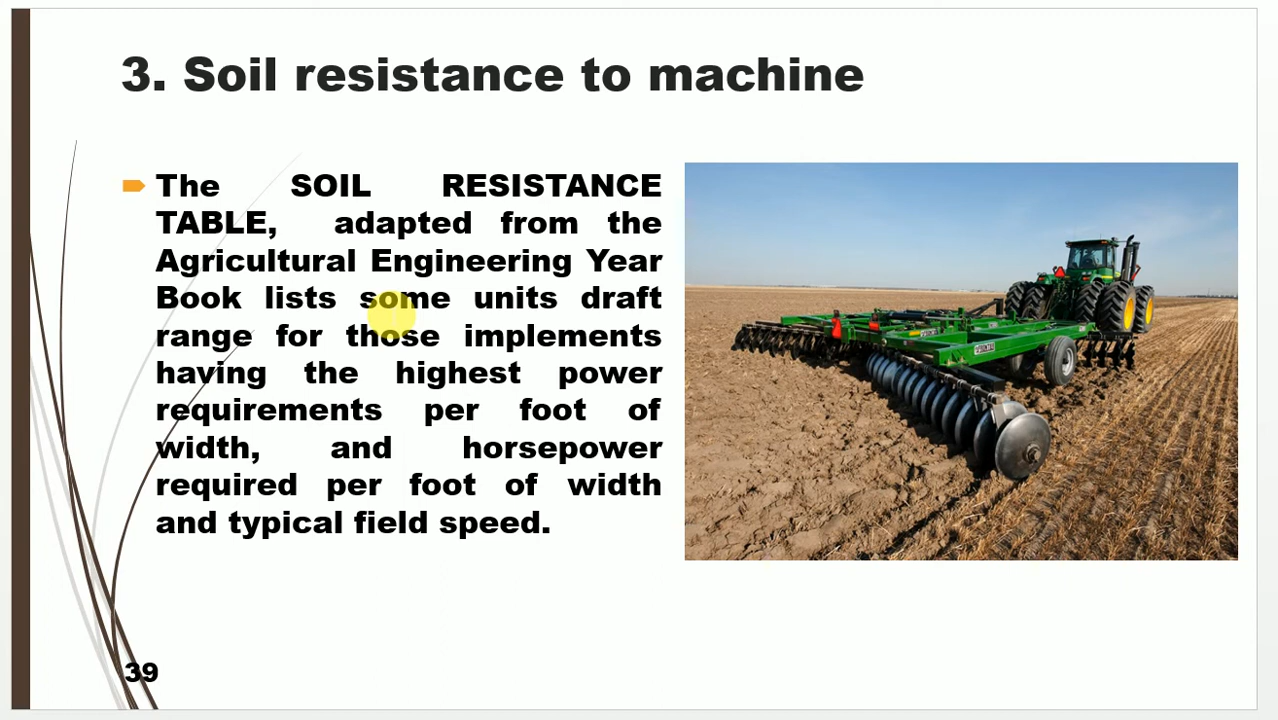 3. Soil resistance to machine
The SOIL RESISTANCE
TABLE, adapted from the
Agricultural Engineering Year
Book lists some units draft
range for those implements
having the highest power
requirements per foot of
width, and horsepower
required per foot of width
and typical field speed.
39